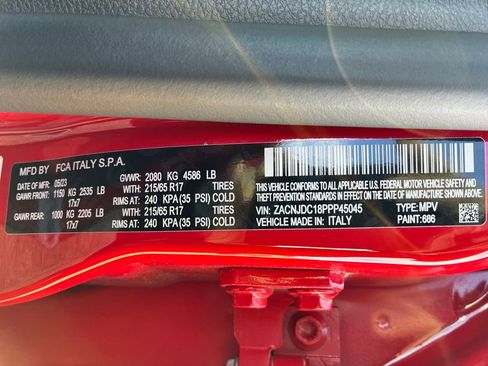 MFD BY FCA ITALY S.P.A.
DATE OF MFR 05/23 GVWR: 2080 KG 4586 LB
GAWR FRONT: 1150 KG 2535 LB WITH: 215/65 R17 TIRES
17x7 RIMS AT: 240 KPA(35 PSI) COLD
GAWR REAR: 1000 KG 2205 LB WITH: 215/65 R17 TIRES
17x7 RIMS AT: 240 KPA(35 PSI) COLD
THIS VEHICLE CONFORMS TO ALL APPLICABLE U.S. FEDERAL MOTOR VEHICLE SAFETY AND
THEFT PREVENTION STANDARDS IN EFFECT ON THE DATE OF MANUFACTURE SHOWN ABOVE.
VIN: ZACNJDC18PPP45045 TYPE: MPV
VEHICLE MADE IN: ITALY PAINT: 686